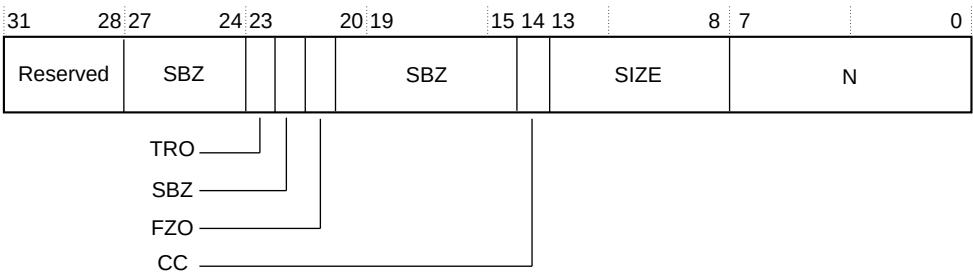 31 28 27 24 23 20 19 15 14 13 8 7 0
Reserved SBZ SBZ SIZE N
TRO
SBZ
FZO
CC